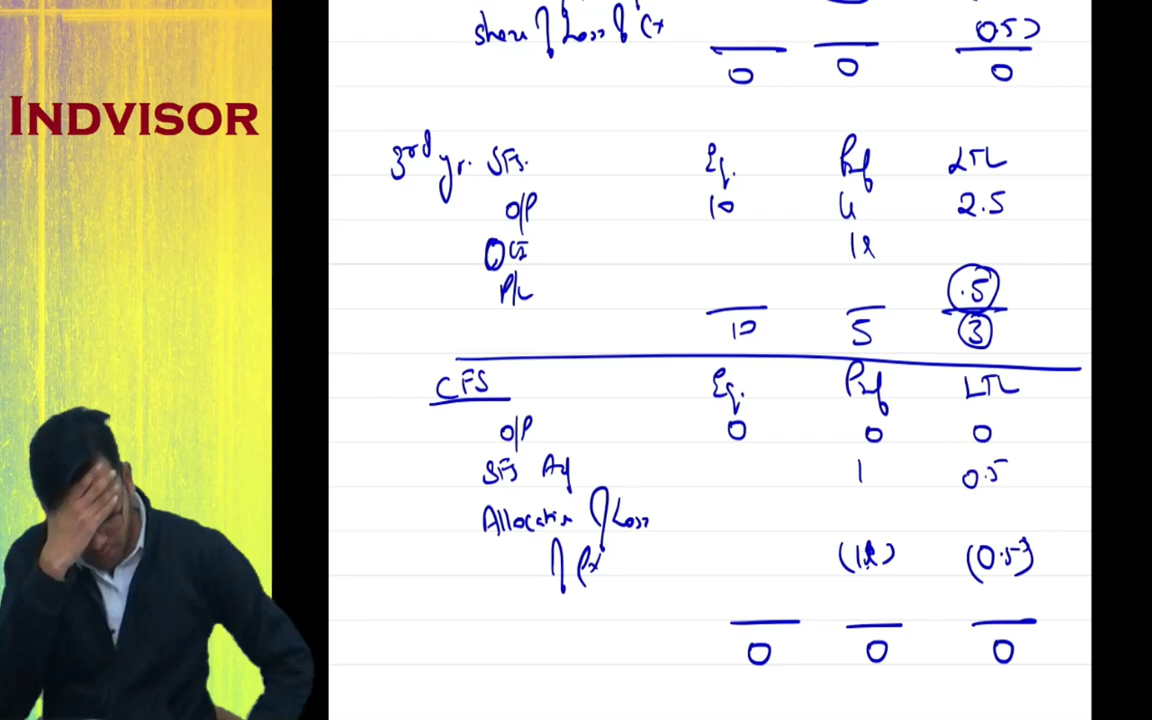 INDVISOR
share of Loss of
0.5)
0 0 0
3rd yr. SFS. Eq. Pref LTL
O/P 10 4 2.5
OCI 1
P/L .5
10 5 3
CFS Eq. Pref LTL
O/P 0 0 0
SFS Adj 1 0.5
Allocation of Loss
of (1) (0.5)
0 0 0